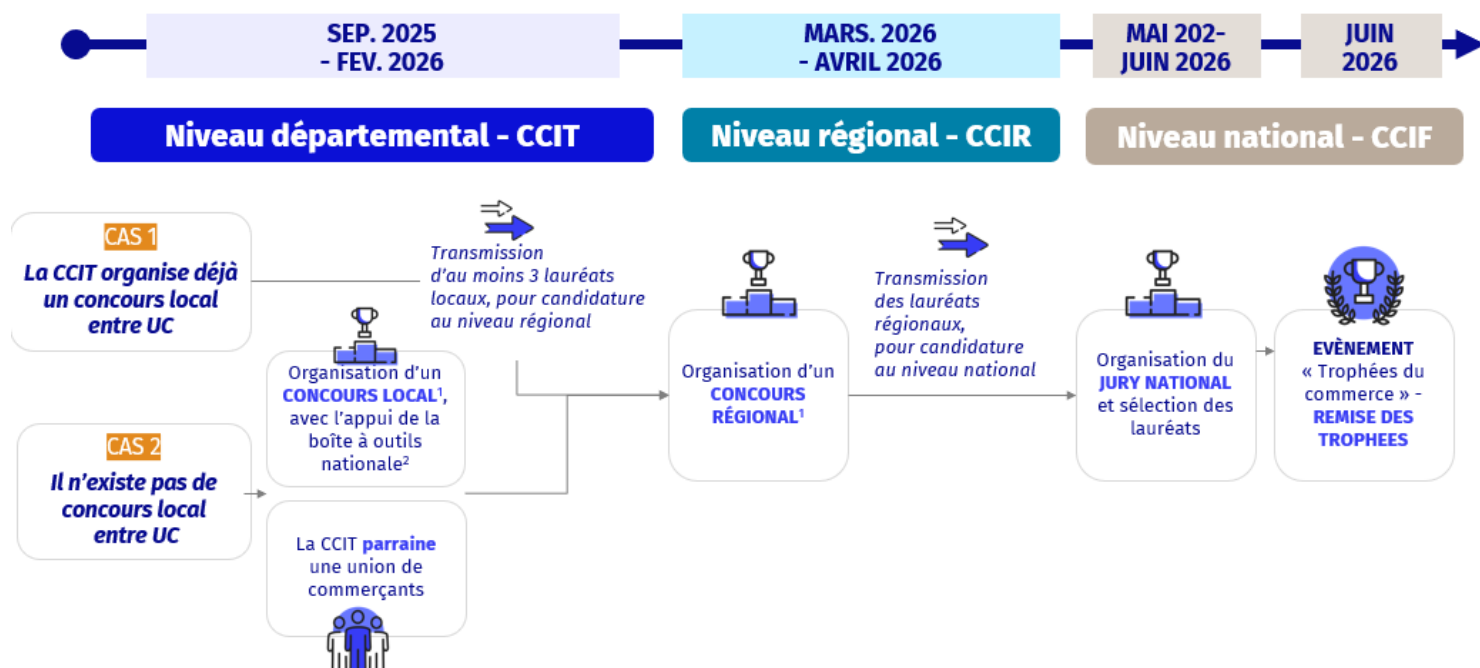 SEP. 2025
- FEV. 2026
MARS. 2026
- AVRIL 2026
MAI 202-
JUIN 2026
JUIN
2026
Niveau départemental - CCIT
Niveau régional - CCIR
Niveau national - CCIF
CAS 1
La CCIT organise déjà
un concours local
entre UC
Transmission
d'au moins 3 lauréats
locaux, pour candidature
au niveau régional
CAS 2
Il n'existe pas de
concours local
entre UC
Organisation d'un
CONCOURS LOCAL¹,
avec l'appui de la
boîte à outils
nationale²
La CCIT parraine
une union de
commerçants
Organisation d'un
CONCOURS
RÉGIONAL¹
Transmission
des lauréats
régionaux,
pour candidature
au niveau national
Organisation du
JURY NATIONAL
et sélection des
lauréats
EVÈNEMENT
« Trophées du
commerce » -
REMISE DES
TROPHEES